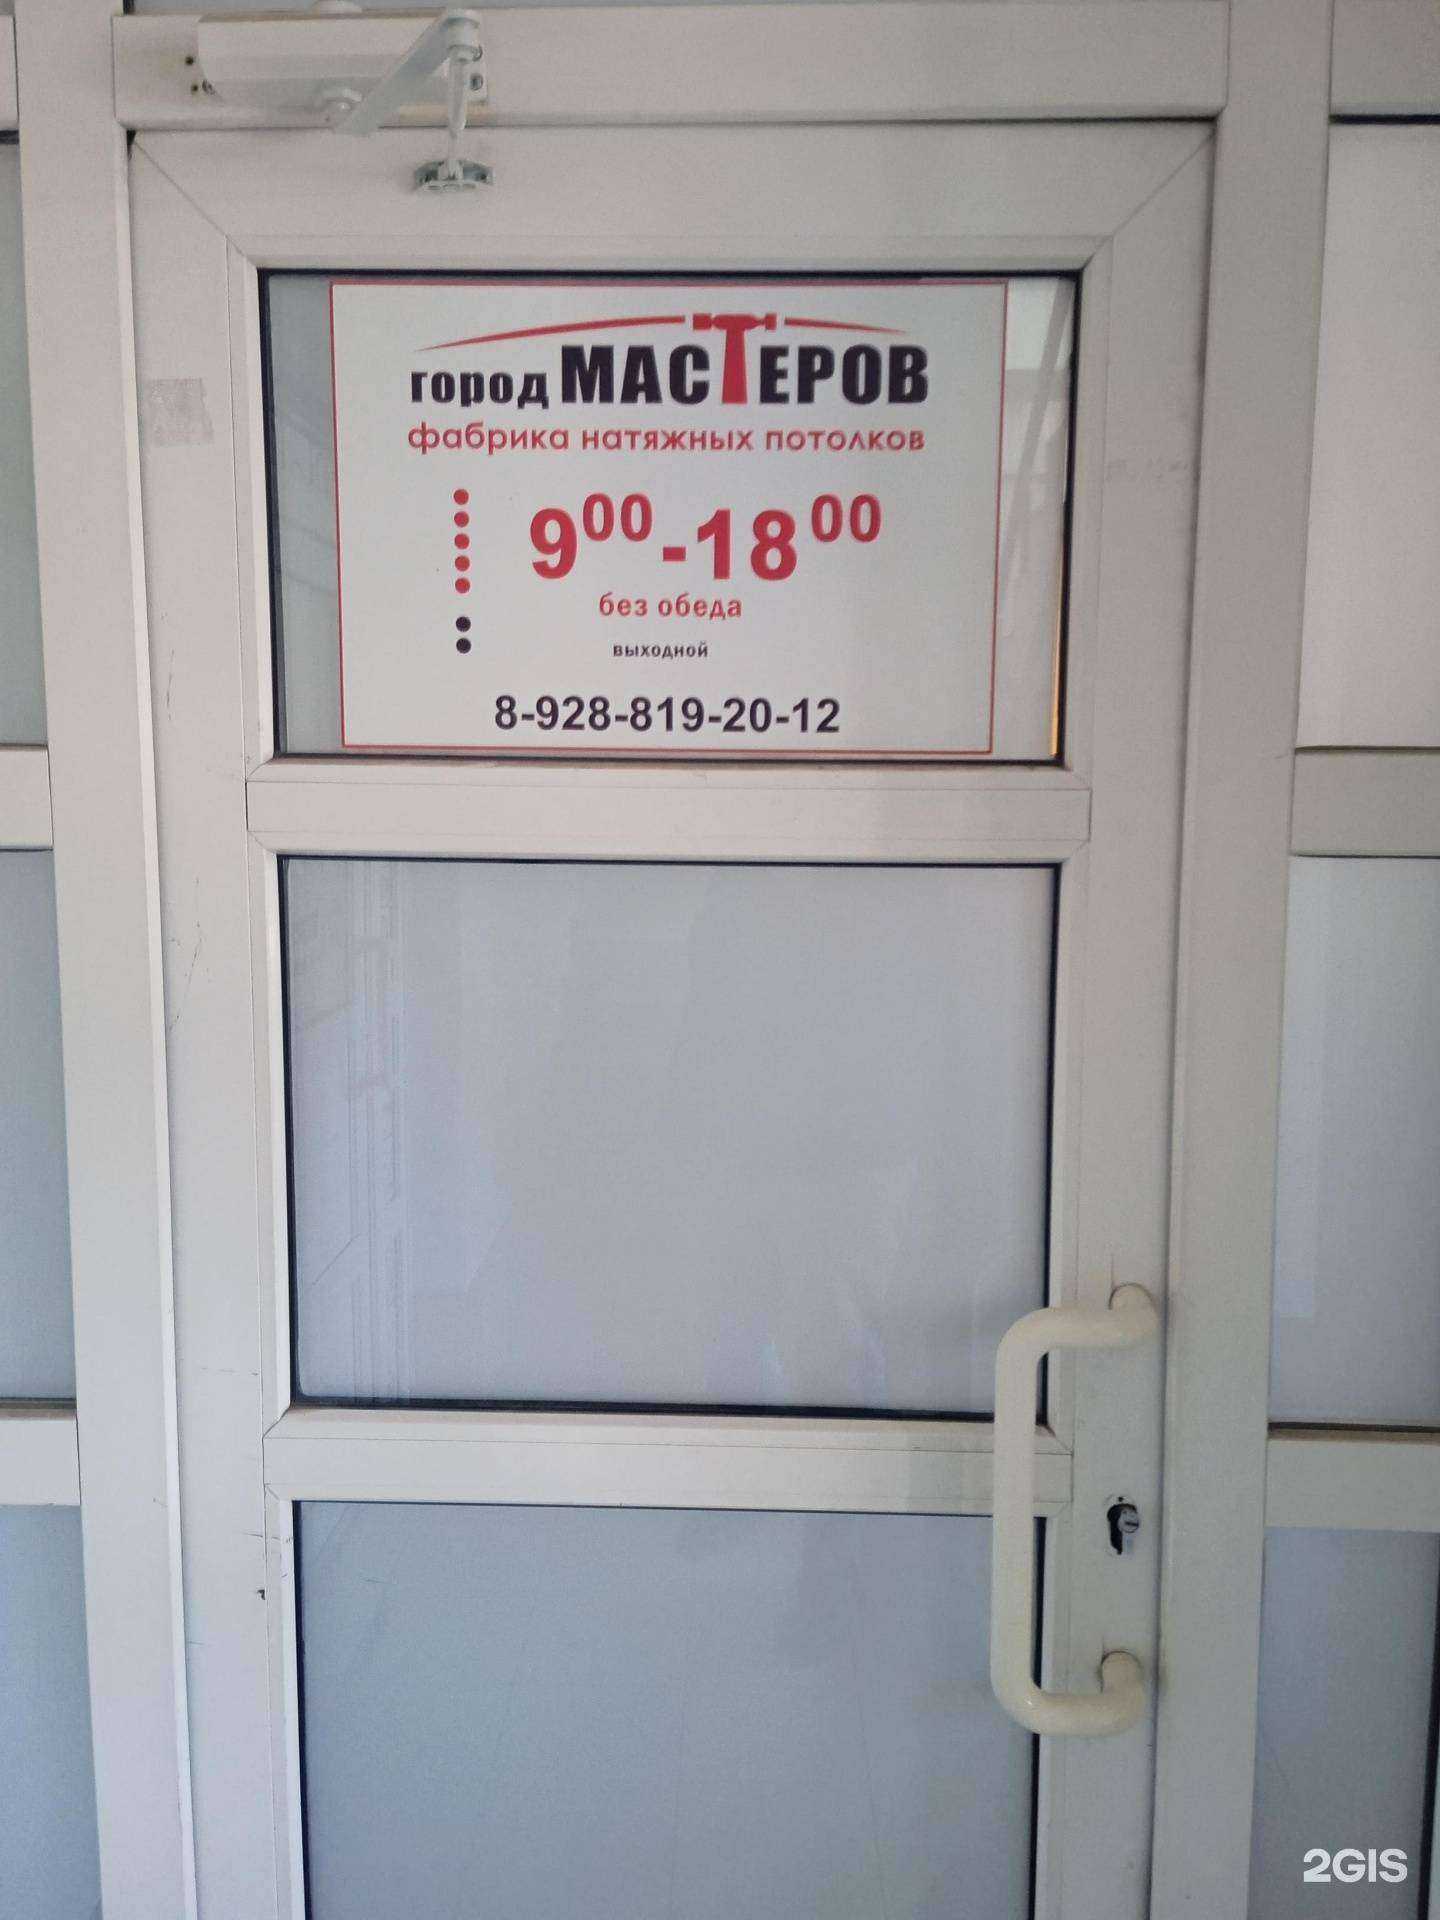 город МАСТЕРОВ
фабрика натяжных потолков
9⁰⁰-18⁰⁰
без обеда
выходной
8-928-819-20-12
2GIS